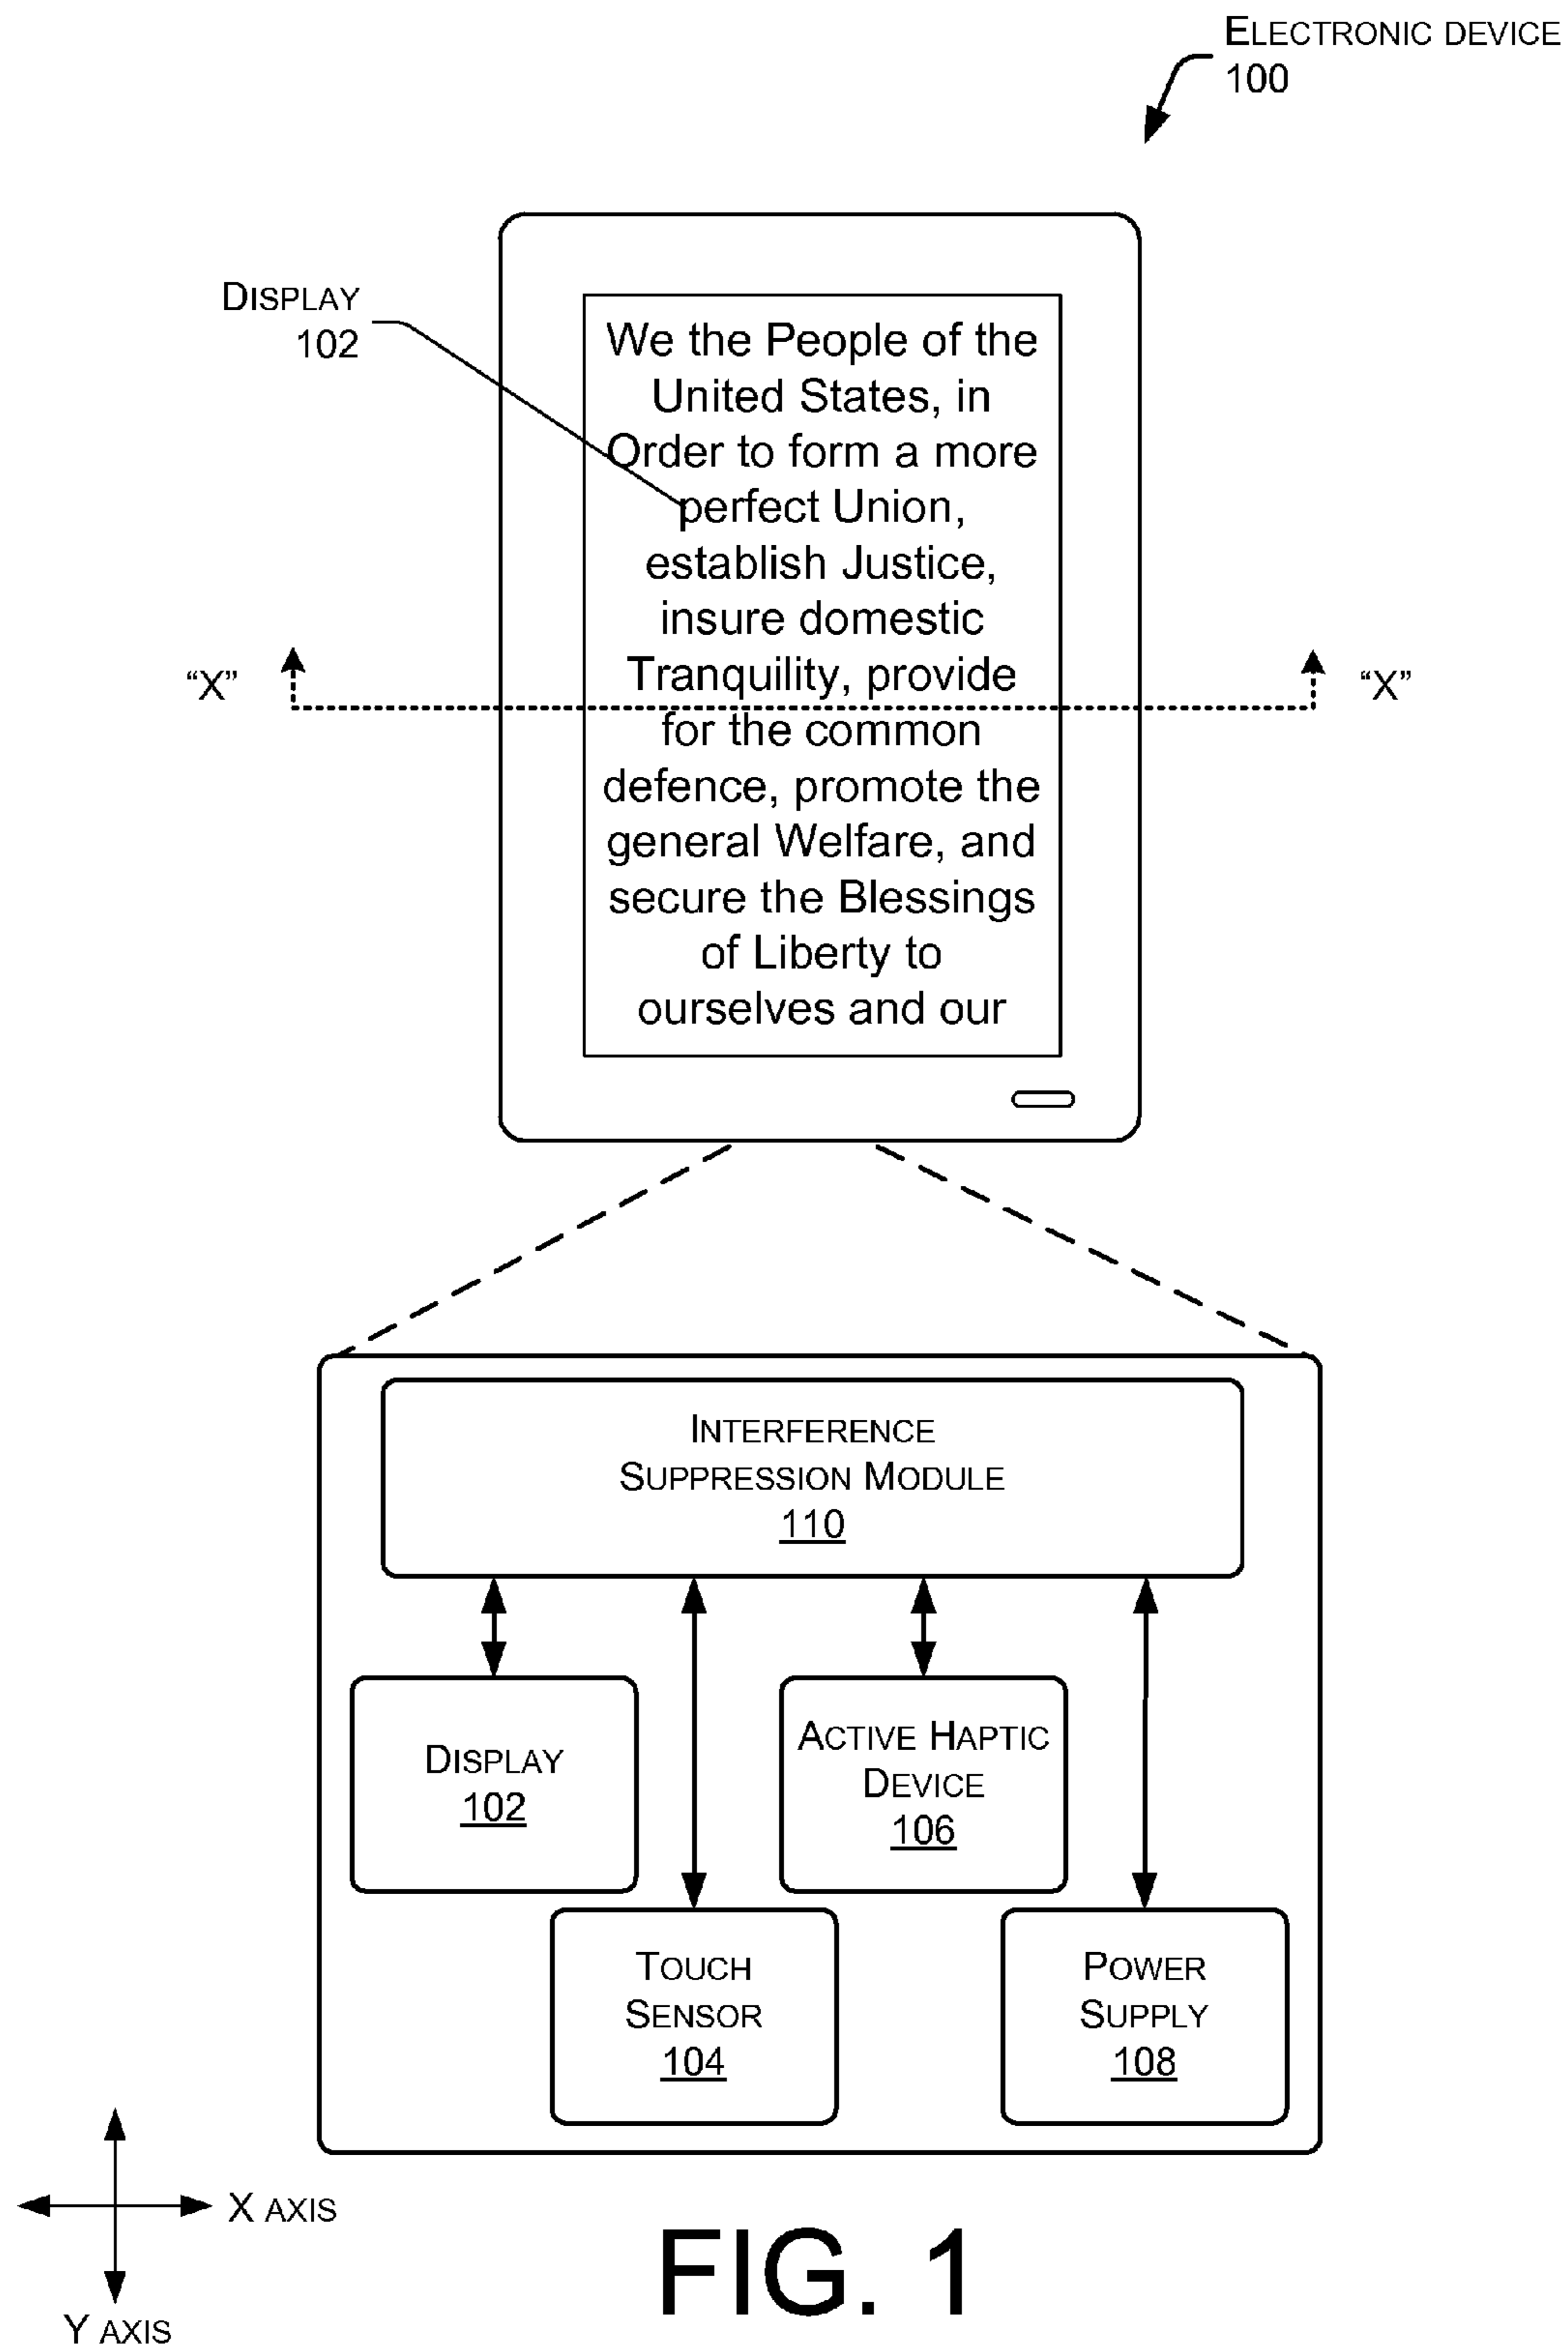 ELECTRONIC DEVICE
100
DISPLAY
102
We the People of the
United States, in
Order to form a more
perfect Union,
establish Justice,
insure domestic
Tranquility, provide
for the common
defence, promote the
general Welfare, and
secure the Blessings
of Liberty to
ourselves and our
“X”
“X”
INTERFERENCE
SUPPRESSION MODULE
110
DISPLAY
102
ACTIVE HAPTIC
DEVICE
106
TOUCH
SENSOR
104
POWER
SUPPLY
108
X AXIS
Y AXIS
FIG. 1